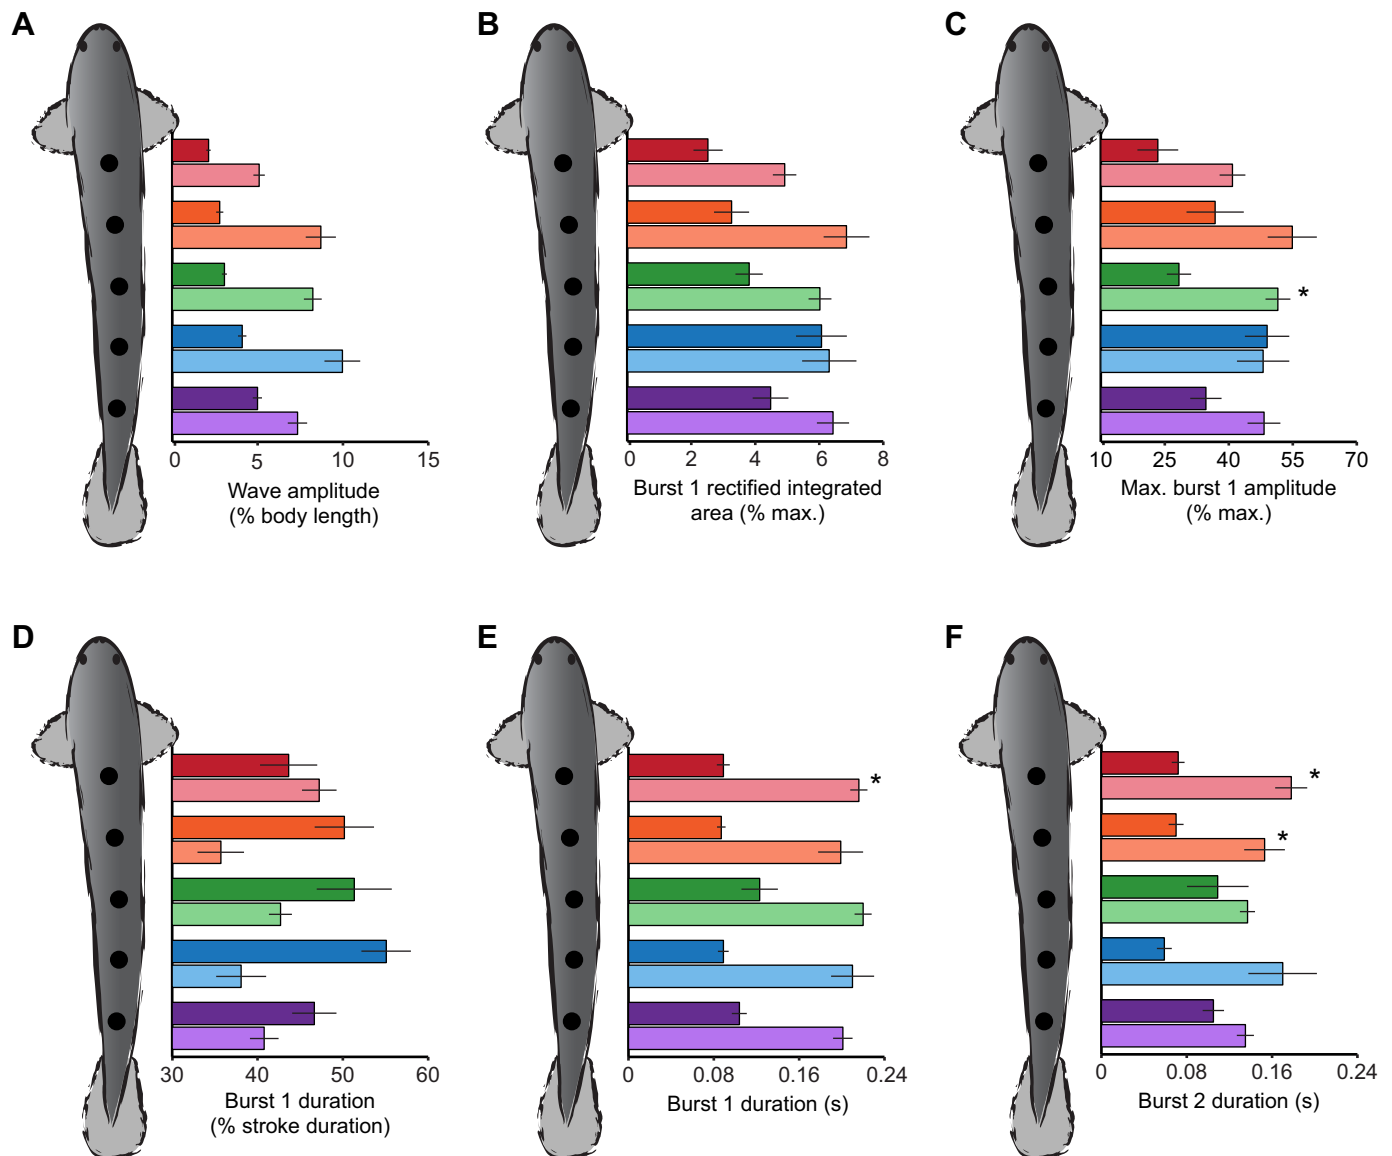 A
B
C
0 5 10 15
Wave amplitude
(% body length)
0 2 4 6 8
Burst 1 rectified integrated
area (% max.)
*
10 25 40 55 70
Max. burst 1 amplitude
(% max.)
D
E
F
30 40 50 60
Burst 1 duration
(% stroke duration)
*
0 0.08 0.16 0.24
Burst 1 duration (s)
*
*
0 0.08 0.16 0.24
Burst 2 duration (s)